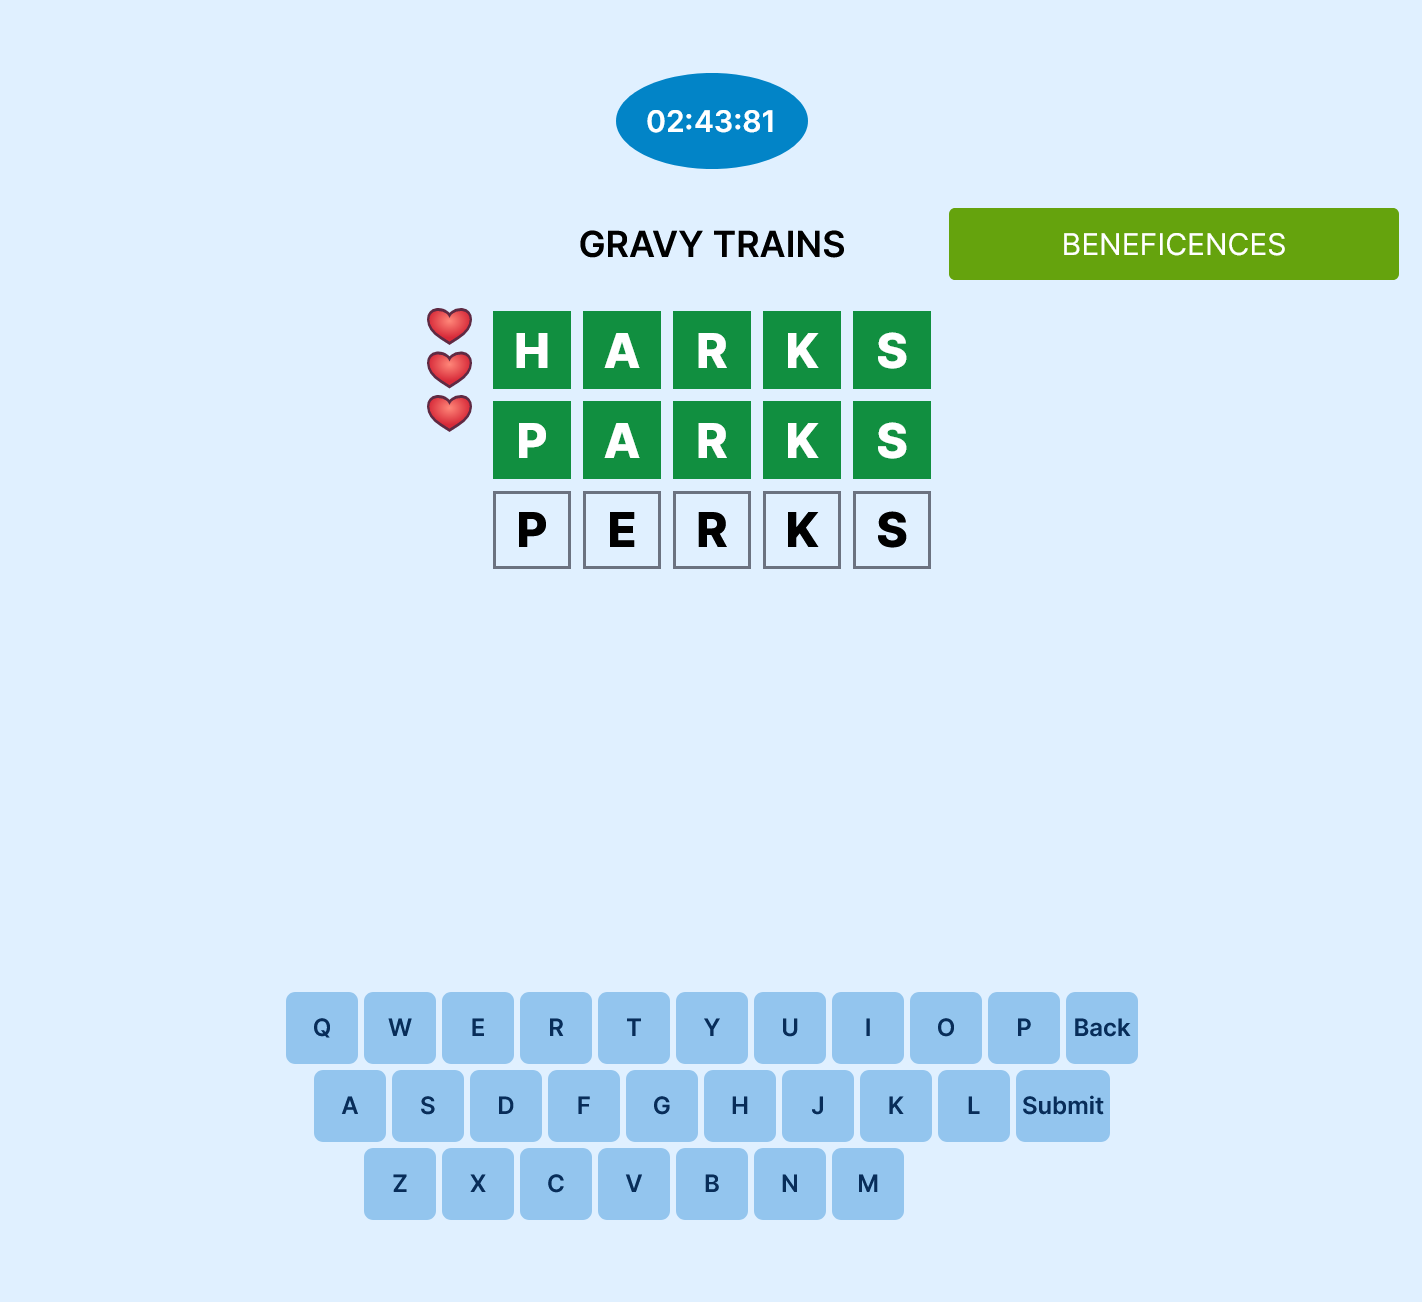 02:43:81
GRAVY TRAINS
BENEFICENCES
H A R K S
P A R K S
P E R K S
Q W E R T Y U I O P Back
A S D F G H J K L Submit
Z X C V B N M